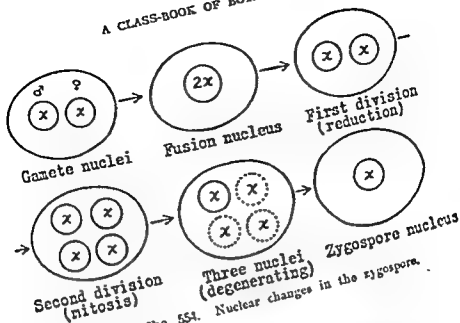 A CLASS-BOOK OF
♂ ♀
x x
2x
x x
Gamete nuclei
Fusion nucleus
First division
(reduction)
x x
x x
x x
x x
x
Second division
(mitosis)
Three nuclei
(degenerating)
Zygospore nucleus
554. Nuclear changes in the zygospore.